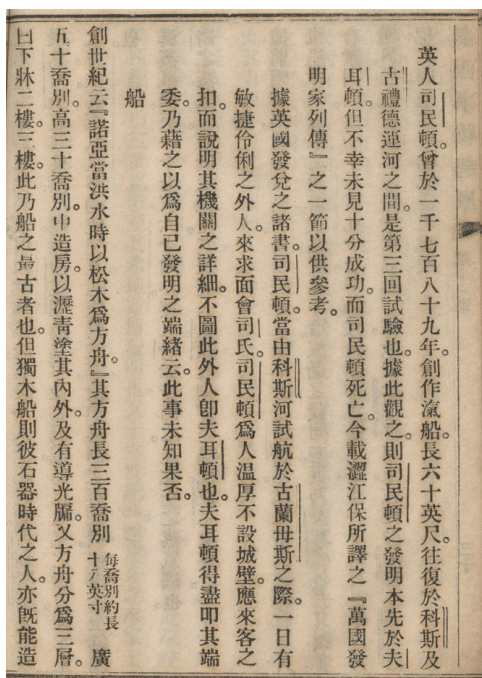 英人司民頓。曾於一千七百八十九年。創作滊船長六十英尺。往復於科斯及
古禮德運河之間。是第三回試驗也。據此觀之。則司民頓之發明本先於夫
耳頓。但不幸未見十分成功。而司民頓死亡。今載澀江保所譯之『萬國發
明家列傳』之一節以供參考。
據英國發兌之諸書。司民頓。當由科斯河試航於古蘭毋斯之際。一日有
敏捷伶俐之外人。來求面會司氏。司民頓爲人温厚不設城壁。應來客之
扣。而說明其機關之詳細。不圖此外人卽夫耳頓也。夫耳頓得盡叩其端
委。乃藉之以爲自己發明之端緒云。此事未知果否。
船
創世紀云『諾亞當洪水時以松木爲方舟。』其方舟長三百喬別每喬別約長十六英寸廣
五十喬別。高三十喬別。中造房。以瀝靑塗其內外。及有導光牖。又方舟分爲三層。
曰下牀二樓。三樓。此乃船之最古者也。但獨木船則彼石器時代之人。亦旣能造